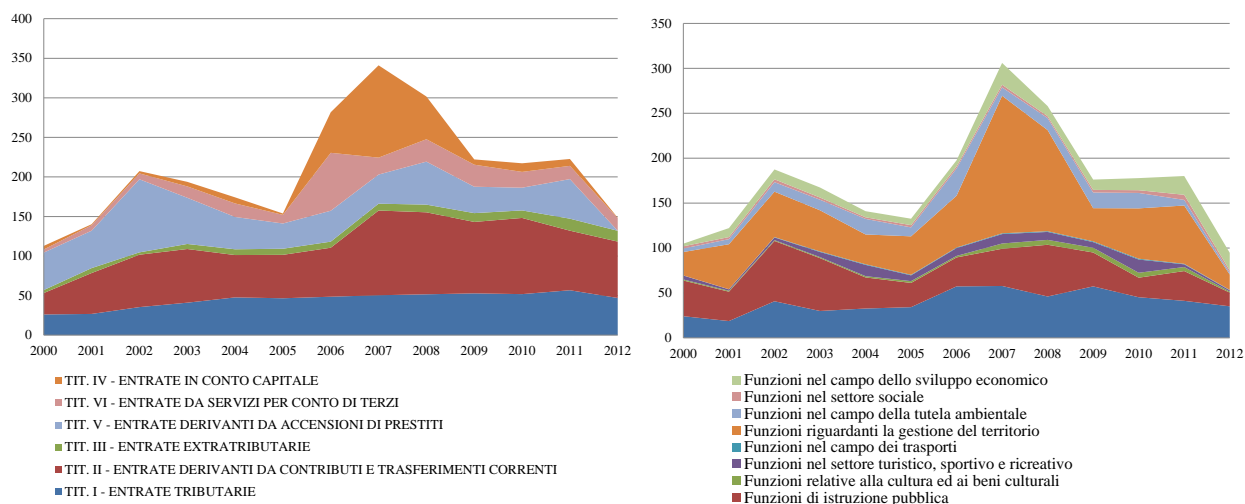 400
350
300
250
200
150
100
50
0
2000 2001 2002 2003 2004 2005 2006 2007 2008 2009 2010 2011 2012
TIT. IV - ENTRATE IN CONTO CAPITALE
TIT. VI - ENTRATE DA SERVIZI PER CONTO DI TERZI
TIT. V - ENTRATE DERIVANTI DA ACCENSIONI DI PRESTITI
TIT. III - ENTRATE EXTRATRIBUTARIE
TIT. II - ENTRATE DERIVANTI DA CONTRIBUTI E TRASFERIMENTI CORRENTI
TIT. I - ENTRATE TRIBUTARIE
350
300
250
200
150
100
50
0
2000 2001 2002 2003 2004 2005 2006 2007 2008 2009 2010 2011 2012
Funzioni nel campo dello sviluppo economico
Funzioni nel settore sociale
Funzioni nel campo della tutela ambientale
Funzioni riguardanti la gestione del territorio
Funzioni nel campo dei trasporti
Funzioni nel settore turistico, sportivo e ricreativo
Funzioni relative alla cultura ed ai beni culturali
Funzioni di istruzione pubblica